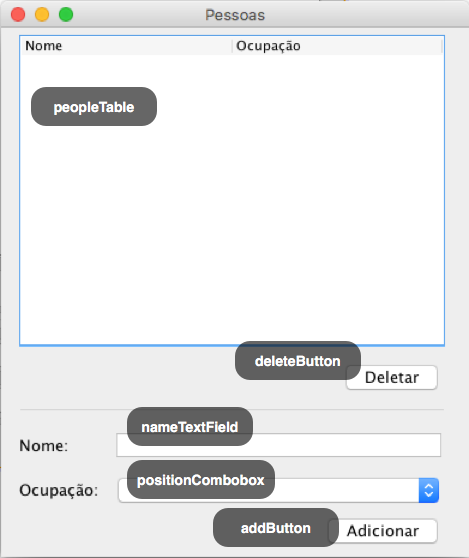 Pessoas
Nome Ocupação
peopleTable
deleteButton
Deletar
nameTextField
Nome:
positionCombobox
Ocupação:
addButton
Adicionar